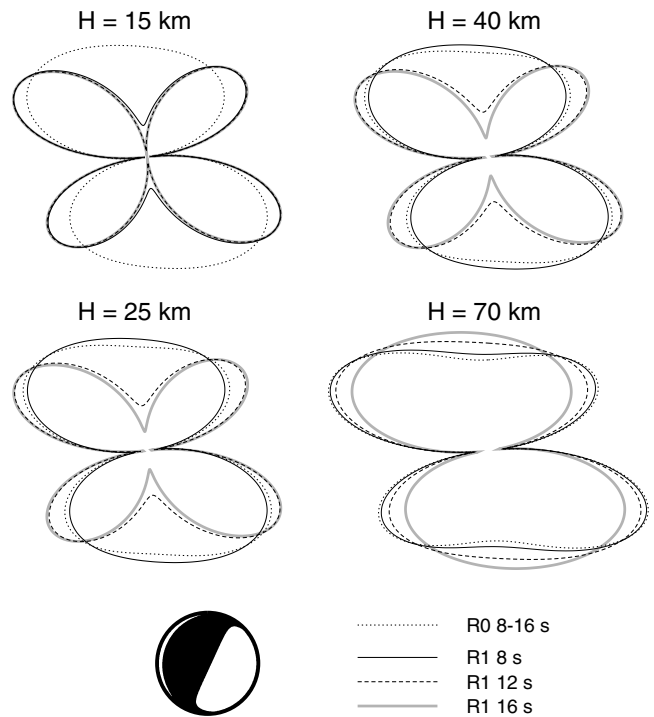 H = 15 km
H = 40 km
H = 25 km
H = 70 km
R0 8-16 s
R1 8 s
R1 12 s
R1 16 s